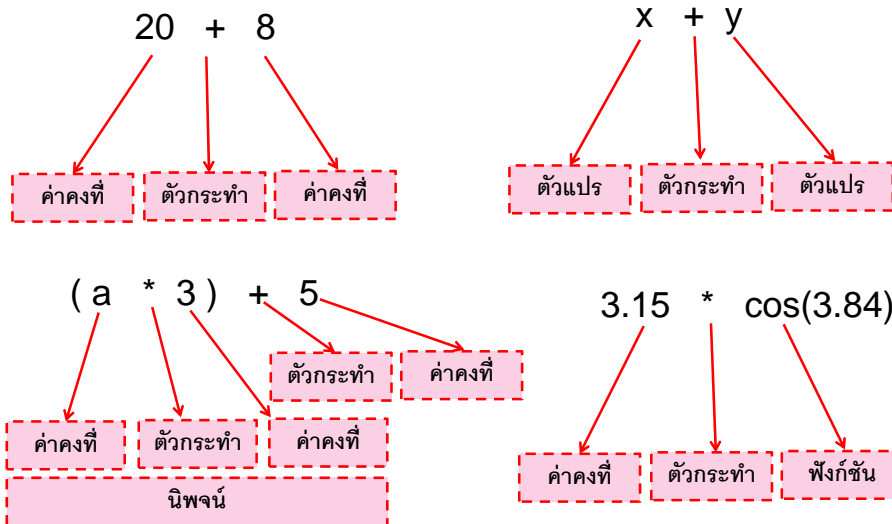 20 + 8
ค่าคงที่ ตัวกระทำ ค่าคงที่
x + y
ตัวแปร ตัวกระทำ ตัวแปร
( a * 3 ) + 5
ตัวกระทำ ค่าคงที่
ค่าคงที่ ตัวกระทำ ค่าคงที่
นิพจน์
3.15 * cos(3.84)
ค่าคงที่ ตัวกระทำ ฟังก์ชัน